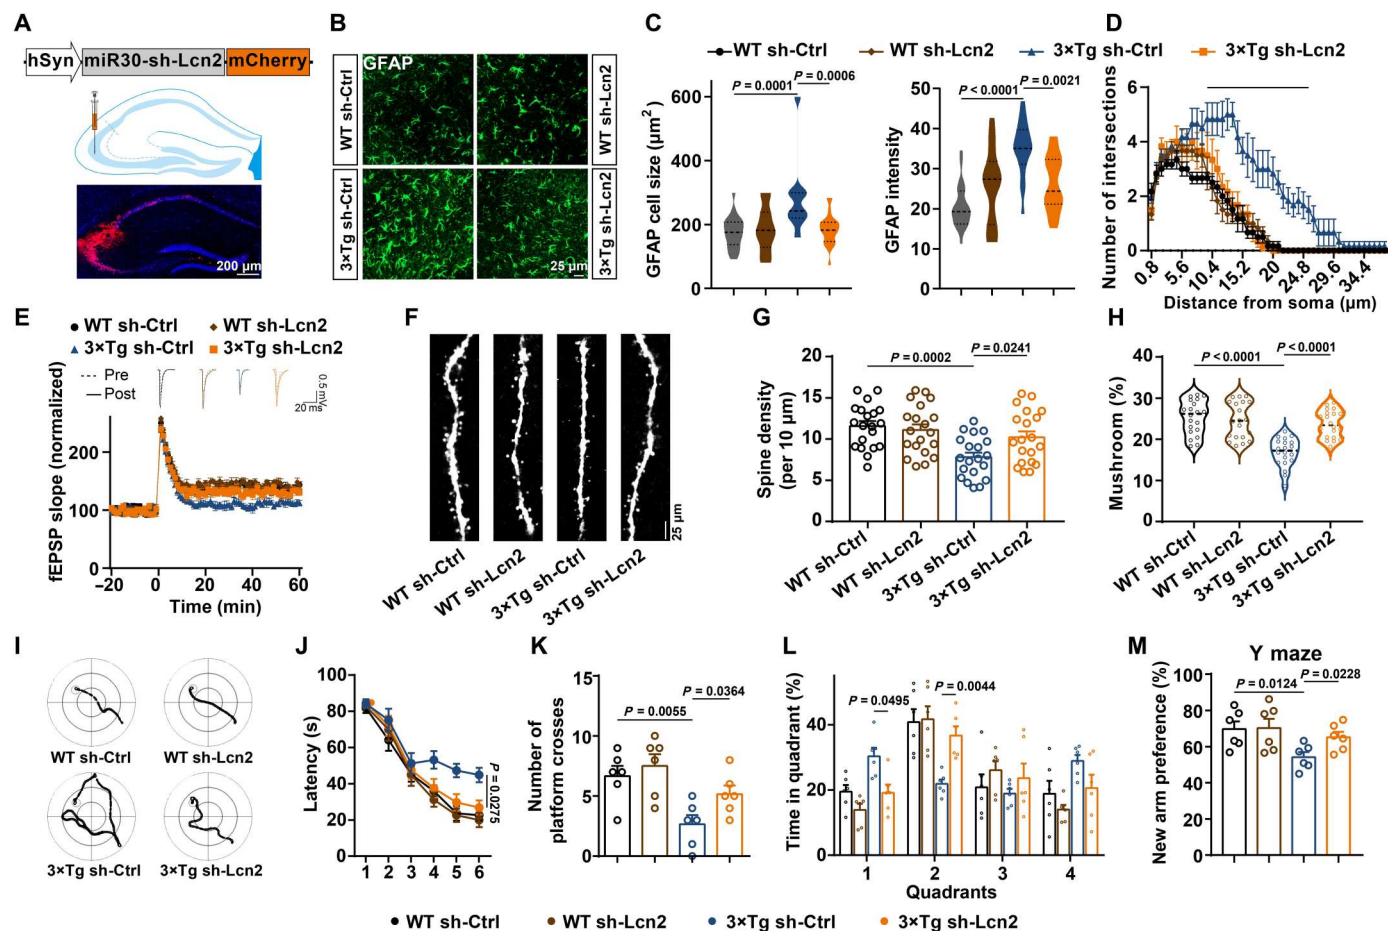 A
hSyn miR30-sh-Lcn2 mCherry
200 µm
B
GFAP
WT sh-Ctrl
WT sh-Lcn2
3×Tg sh-Ctrl
3×Tg sh-Lcn2
25 µm
C
WT sh-Ctrl WT sh-Lcn2 3×Tg sh-Ctrl 3×Tg sh-Lcn2
GFAP cell size (µm²)
600
400
200
0
P = 0.0001
P = 0.0006
GFAP intensity
50
40
30
20
10
0
P < 0.0001
P = 0.0021
D
Number of intersections
6
4
2
0
0.8 5.6 10.4 15.2 20 24.8 29.6 34.4
Distance from soma (µm)
E
WT sh-Ctrl WT sh-Lcn2
3×Tg sh-Ctrl 3×Tg sh-Lcn2
Pre
Post
0.5 mV
20 ms
fEPSP slope (normalized)
200
150
100
50
0
−20 0 20 40 60
Time (min)
F
25 µm
WT sh-Ctrl
WT sh-Lcn2
3×Tg sh-Ctrl
3×Tg sh-Lcn2
G
Spine density
(per 10 µm)
20
15
10
5
0
P = 0.0002
P = 0.0241
WT sh-Ctrl
WT sh-Lcn2
3×Tg sh-Ctrl
3×Tg sh-Lcn2
H
Mushroom (%)
40
30
20
10
0
P < 0.0001
P < 0.0001
WT sh-Ctrl
WT sh-Lcn2
3×Tg sh-Ctrl
3×Tg sh-Lcn2
I
WT sh-Ctrl WT sh-Lcn2
3×Tg sh-Ctrl 3×Tg sh-Lcn2
J
Latency (s)
100
80
60
40
20
0
P = 0.0275
1 2 3 4 5 6
K
Number of
platform crosses
15
10
5
0
P = 0.0055
P = 0.0364
L
Time in quadrant (%)
40
20
0
P = 0.0495
P = 0.0044
1 2 3 4
Quadrants
M
Y maze
New arm preference (%)
100
80
60
40
20
0
P = 0.0124
P = 0.0228
WT sh-Ctrl WT sh-Lcn2 3×Tg sh-Ctrl 3×Tg sh-Lcn2